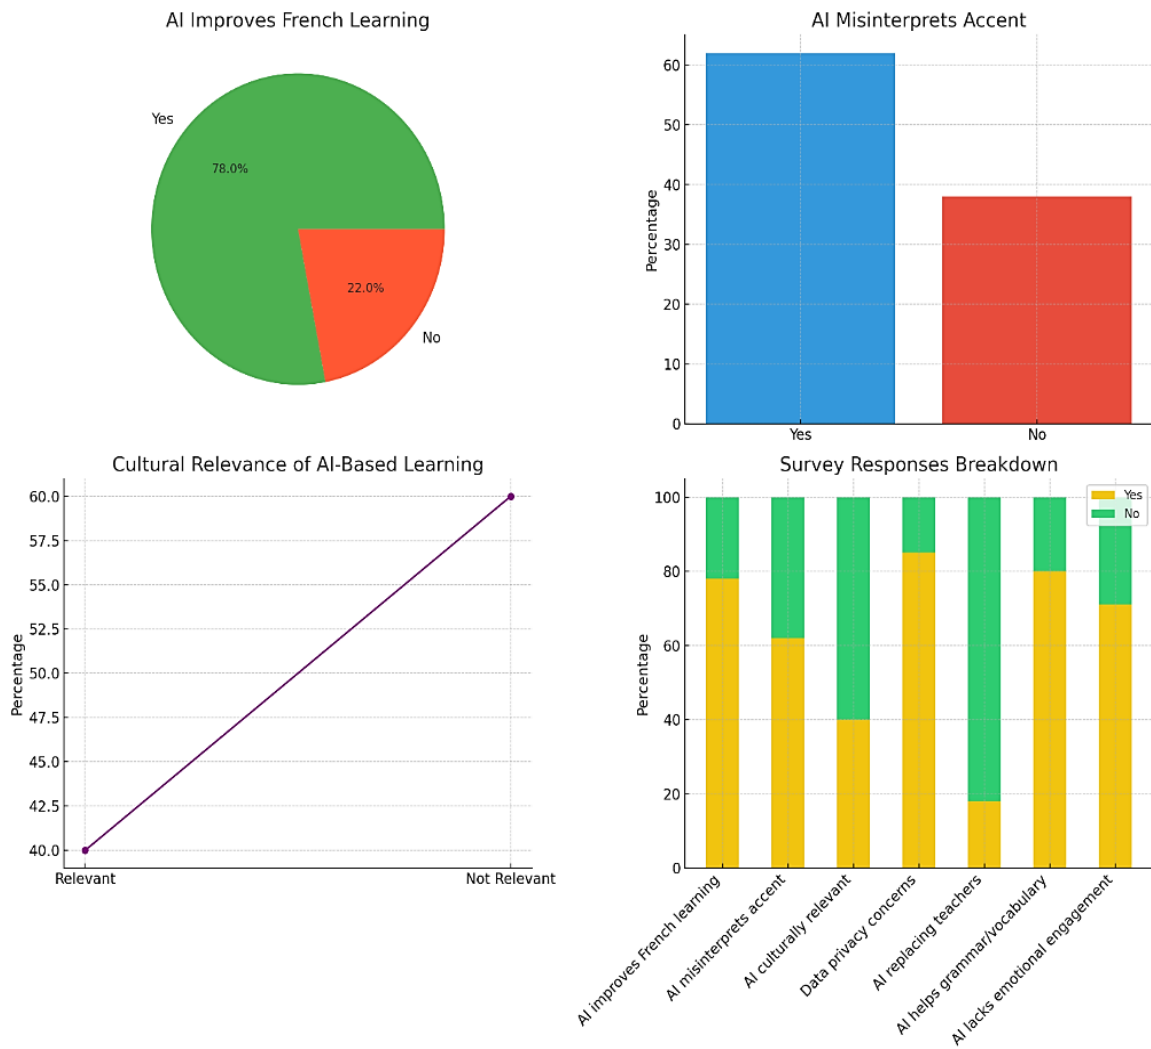 AI Improves French Learning
Yes
78.0%
22.0%
No
AI Misinterprets Accent
Percentage
60
50
40
30
20
10
0
Yes
No
Cultural Relevance of AI-Based Learning
Percentage
60.0
57.5
55.0
52.5
50.0
47.5
45.0
42.5
40.0
Relevant
Not Relevant
Survey Responses Breakdown
Yes
No
Percentage
100
80
60
40
20
0
AI improves French learning
AI misinterprets accent
AI culturally relevant
Data privacy concerns
AI replacing teachers
AI helps grammar/vocabulary
AI lacks emotional engagement